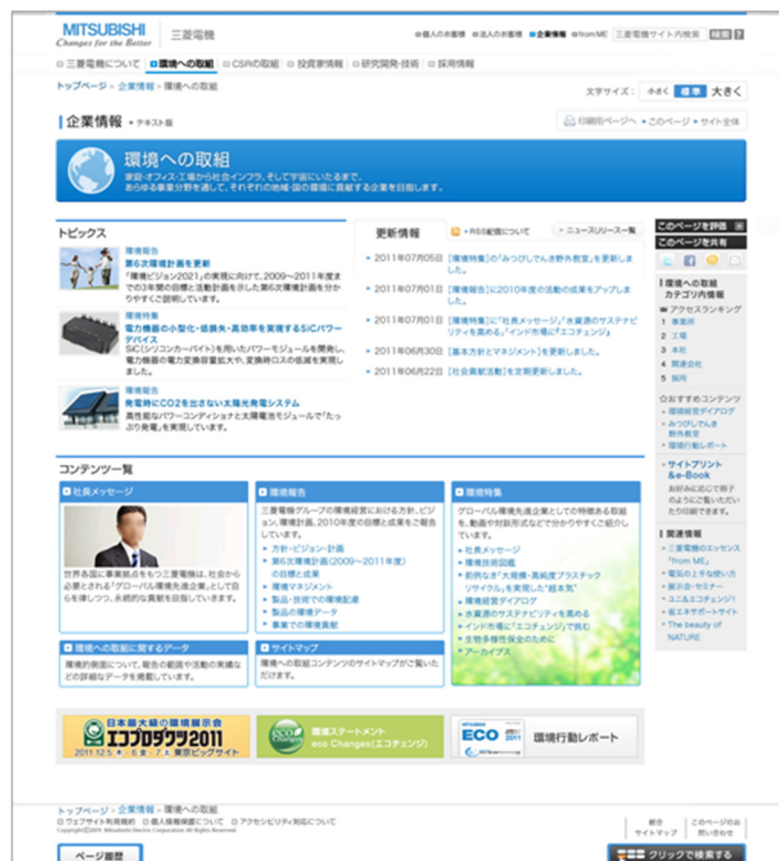 MITSUBISHI
Changes for the Better
三菱電機
個人のお客様 法人のお客様 企業情報 from ME 三菱電機サイト内検索 検索 ?
三菱電機について 環境への取組 CSRの取組 投資家情報 研究開発・技術 採用情報
トップページ > 企業情報 > 環境への取組
文字サイズ： 小さく 標準 大きく
企業情報 テキスト版
印刷用ページへ このページ サイト全体
環境への取組
家庭・オフィス・工場から社会インフラ、そして宇宙にいたるまで、
あらゆる事業分野を通して、それぞれの地域・国の環境に貢献する企業を目指します。
トピックス
環境報告
第6次環境計画を更新
「環境ビジョン2021」の実現に向けて、2009～2011年度ま
での3年間の目標と活動計画を示した第6次環境計画を分か
りやすくご説明しています。
環境特集
電力機器の小型化・低損失・高効率を実現するSiCパワー
デバイス
SiC(シリコンカーバイト)を用いたパワーモジュールを開発し、
電力機器の電力変換容量拡大や、変換時ロスの低減を実現し
ました。
環境報告
発電時にCO2を出さない太陽光発電システム
高性能なパワーコンディショナと太陽電池モジュールで「たっ
ぷり発電」を実現しています。
更新情報 RSS配信について ニュースリリース一覧
2011年07月05日 [環境特集]の「みつびしでんき野外教室」を更新しま
した。
2011年07月01日 [環境報告]に2010年度の活動の成果をアップしま
した。
2011年07月01日 [環境特集]に「社長メッセージ」「水資源のサステナビ
リティを高める」「インド市場に『エコチェンジ』
2011年06月30日 [基本方針とマネジメント]を更新しました。
2011年06月22日 [社会貢献活動]を定期更新しました。
このページを評価
このページを共有
環境への取組
カテゴリ内情報
アクセスランキング
1 事業所
2 工場
3 本社
4 関連会社
5 採用
☆おすすめコンテンツ
環境経営ダイアログ
みつびしでんき
野外教室
環境行動レポート
サイトプリント
&e-Book
お好みに応じて冊子
のようにご覧いただい
たり印刷できます。
関連情報
三菱電機のエッセンス
「from ME」
電気の上手な使い方
展示会・セミナー
ユニ&エコチェンジ!
省エネサポートサイト
The beauty of
NATURE
コンテンツ一覧
社長メッセージ
世界各国に事業拠点をもつ三菱電機は、社会から
必要とされる「グローバル環境先進企業」として自
らを律しつつ、永続的な貢献を目指していきます。
環境報告
三菱電機グループの環境経営における方針、ビジ
ョン、環境計画、2010年度の目標と成果をご報告
しています。
方針・ビジョン・計画
第6次環境計画(2009～2011年度)
の目標と成果
環境マネジメント
製品・技術での環境配慮
製品の環境データ
事業での環境貢献
環境特集
グローバル環境先進企業としての特徴ある取組
を、動画や対談形式などで分かりやすくご紹介し
ています。
社長メッセージ
環境技術図鑑
前例なき「大規模・高純度プラスチック
リサイクル」を実現した"超本気"
環境経営ダイアログ
水資源のサステナビリティを高める
インド市場に「エコチェンジ」で挑む
生物多様性保全のために
アーカイブス
環境への取組に関するデータ
環境的側面について、報告の範囲や活動の実績な
どの詳細なデータを掲載しています。
サイトマップ
環境への取組コンテンツのサイトマップがご覧いた
だけます。
日本最大級の環境展示会
エコプロダクツ2011
2011 12.5 木・6 金・7 土 東京ビッグサイト
eco Changes
環境ステートメント
eco Changes(エコチェンジ)
MITSUBISHI
ECO 2011
環境行動レポート
トップページ > 企業情報 > 環境への取組
ウェブサイト利用規約 個人情報保護について アクセシビリティ対応について
Copyright(C)2011 Mitsubishi Electric Corporation All Rights Reserved.
総合
サイトマップ
このページのお
問い合わせ
ページ履歴
クリックで検索する